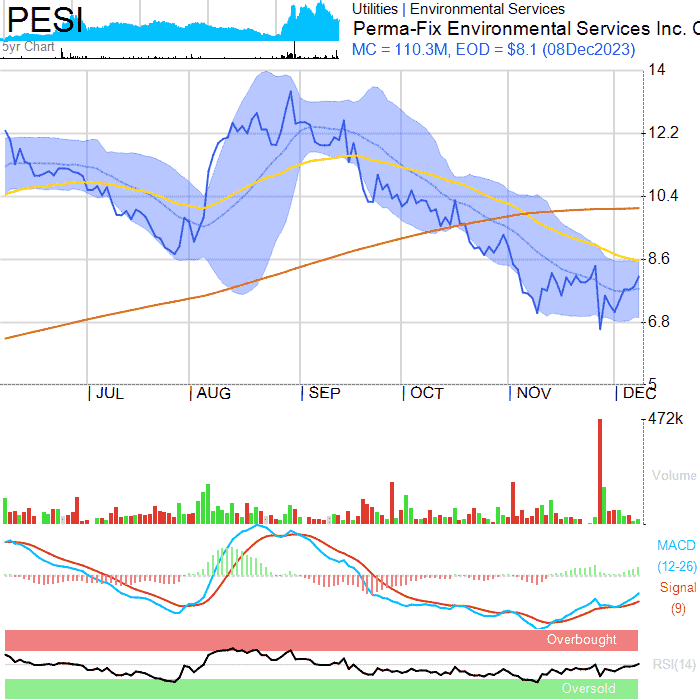 PESI
5yr Chart
Utilities | Environmental Services
Perma-Fix Environmental Services Inc. C
MC = 110.3M, EOD = $8.1 (08Dec2023)
14
12.2
10.4
8.6
6.8
5
JUL AUG SEP OCT NOV DEC
472k
Volume
MACD
(12-26)
Signal
(9)
Overbought
RSI(14)
Oversold